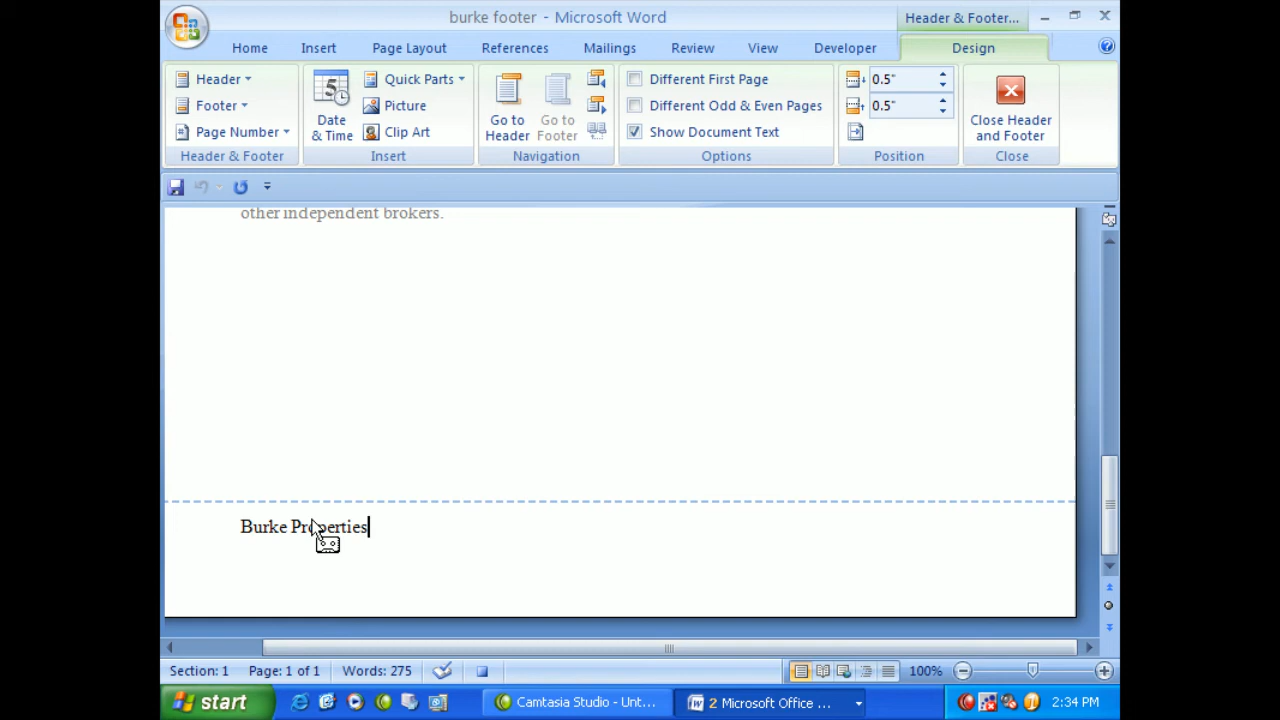 burke footer - Microsoft Word
Header & Footer...
Home Insert Page Layout References Mailings Review View Developer Design
Header
Footer
Page Number
Header & Footer
5
Date & Time
Quick Parts
Picture
Clip Art
Insert
Go to Header
Go to Footer
Navigation
Different First Page
Different Odd & Even Pages
Show Document Text
Options
0.5"
0.5"
Position
Close Header and Footer
Close
other independent brokers.
Burke Properties
Section: 1 Page: 1 of 1 Words: 275 100%
start Camtasia Studio - Unt... 2 Microsoft Office ... 2:34 PM